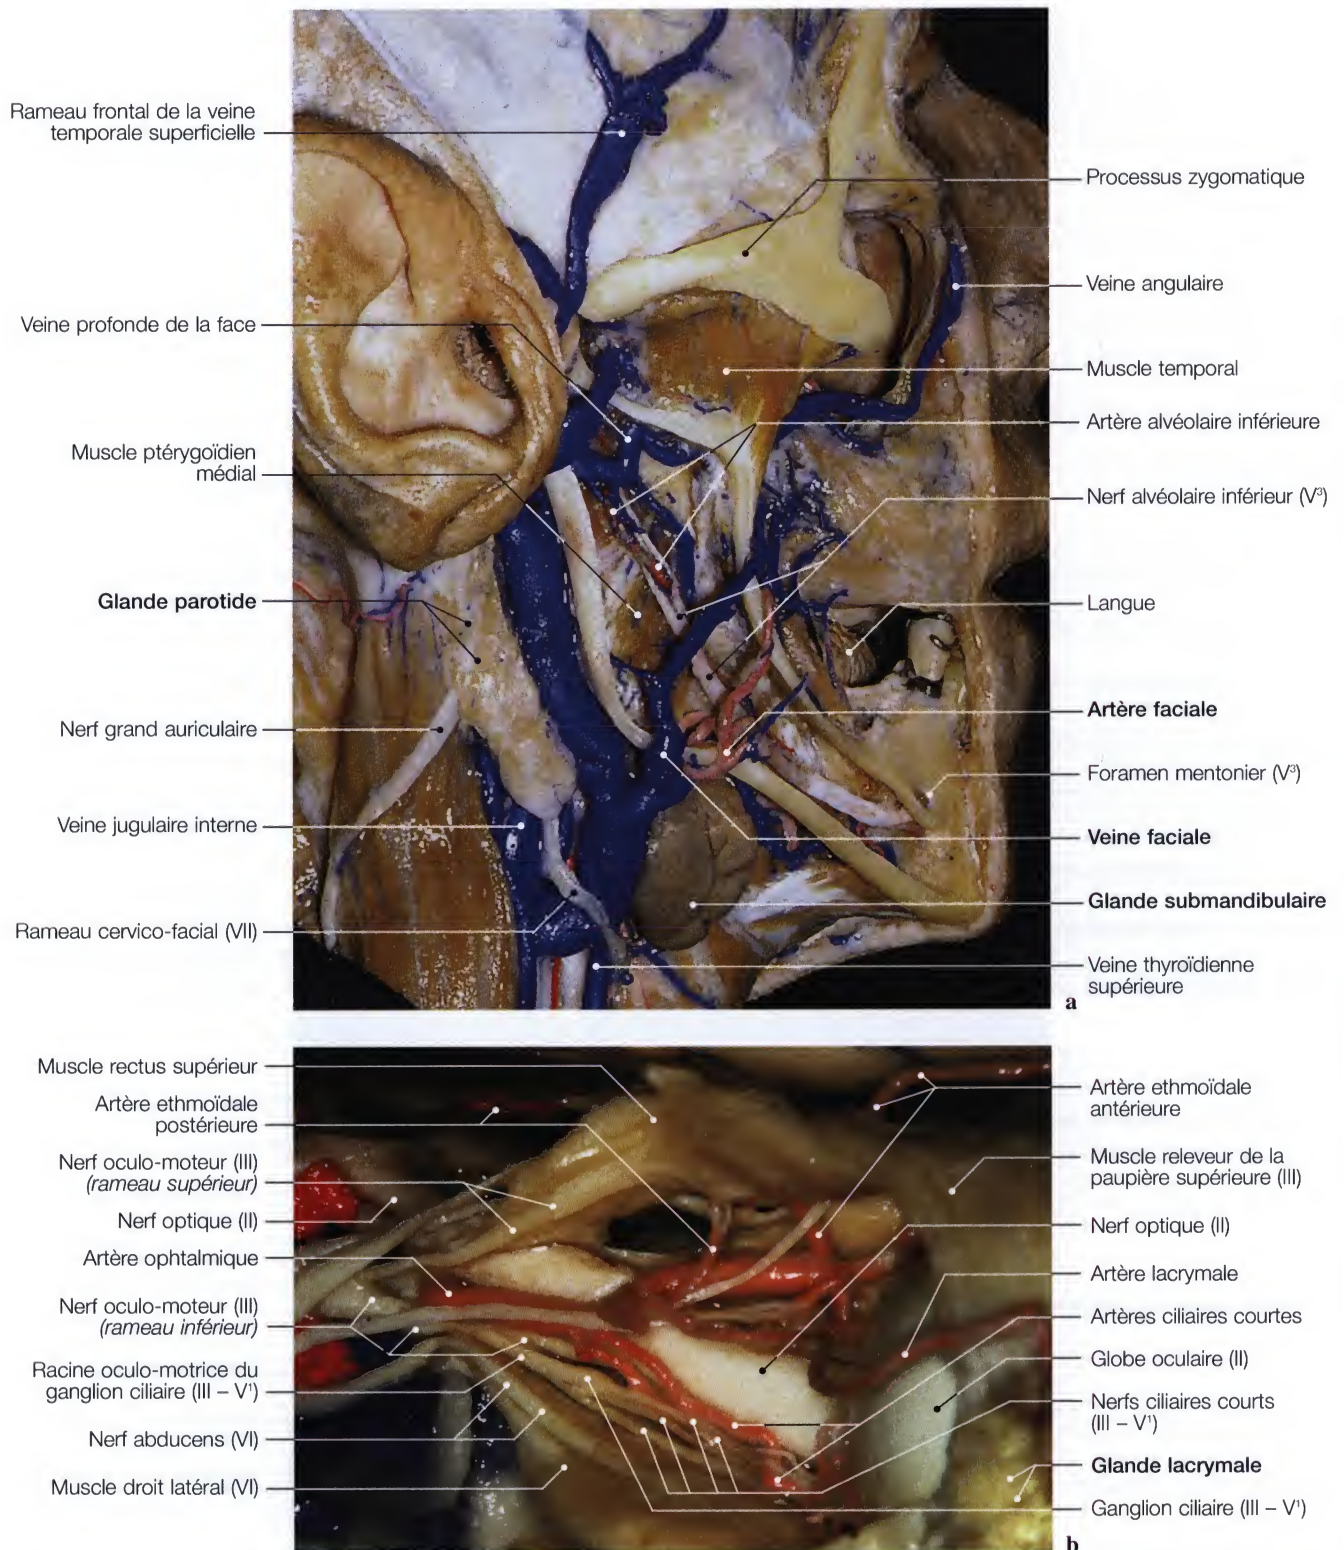 Rameau frontal de la veine
temporale superficielle
Veine profonde de la face
Muscle ptérygoïdien
médial
Glande parotide
Nerf grand auriculaire
Veine jugulaire interne
Rameau cervico-facial (VII)
Processus zygomatique
Veine angulaire
Muscle temporal
Artère alvéolaire inférieure
Nerf alvéolaire inférieur (V³)
Langue
Artère faciale
Foramen mentonier (V³)
Veine faciale
Glande submandibulaire
Veine thyroïdienne
supérieure
a
Muscle rectus supérieur
Artère ethmoïdale
postérieure
Nerf oculo-moteur (III)
(rameau supérieur)
Nerf optique (II)
Artère ophtalmique
Nerf oculo-moteur (III)
(rameau inférieur)
Racine oculo-motrice du
ganglion ciliaire (III – V¹)
Nerf abducens (VI)
Muscle droit latéral (VI)
Artère ethmoïdale
antérieure
Muscle releveur de la
paupière supérieure (III)
Nerf optique (II)
Artère lacrymale
Artères ciliaires courtes
Globe oculaire (II)
Nerfs ciliaires courts
(III – V¹)
Glande lacrymale
Ganglion ciliaire (III – V¹)
b